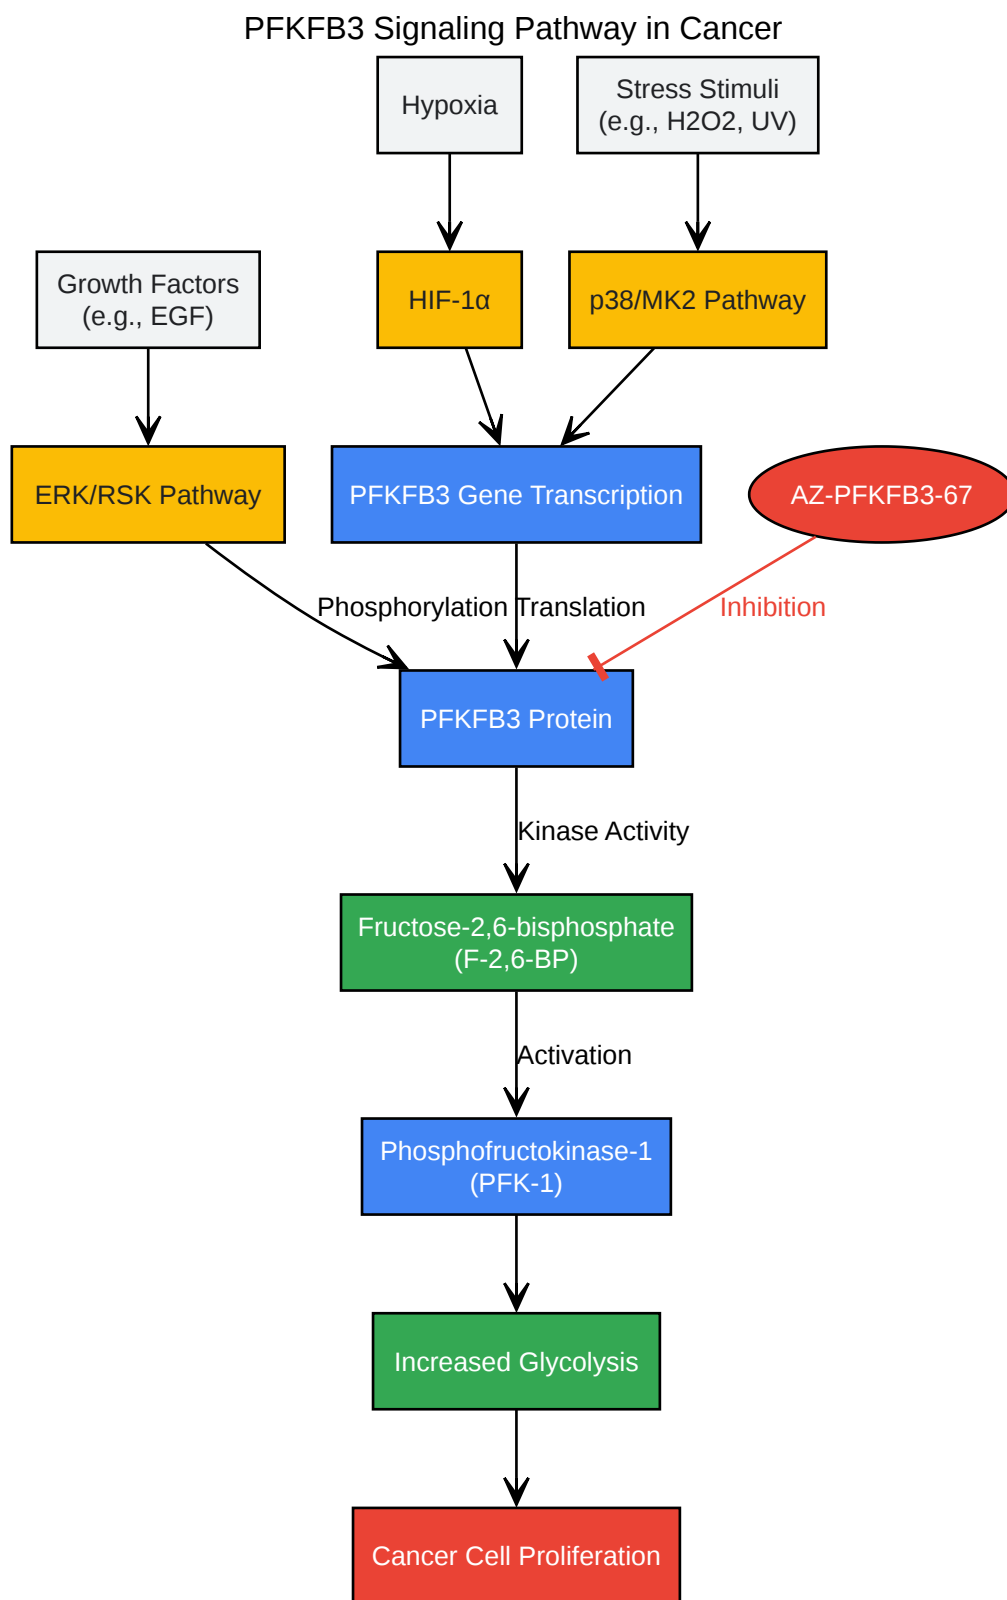 PFKFB3 Signaling Pathway in Cancer
Hypoxia
Stress Stimuli
(e.g., H2O2, UV)
Growth Factors
(e.g., EGF)
HIF-1α
p38/MK2 Pathway
ERK/RSK Pathway
PFKFB3 Gene Transcription
AZ-PFKFB3-67
Phosphorylation
Translation
Inhibition
PFKFB3 Protein
Kinase Activity
Fructose-2,6-bisphosphate
(F-2,6-BP)
Activation
Phosphofructokinase-1
(PFK-1)
Increased Glycolysis
Cancer Cell Proliferation